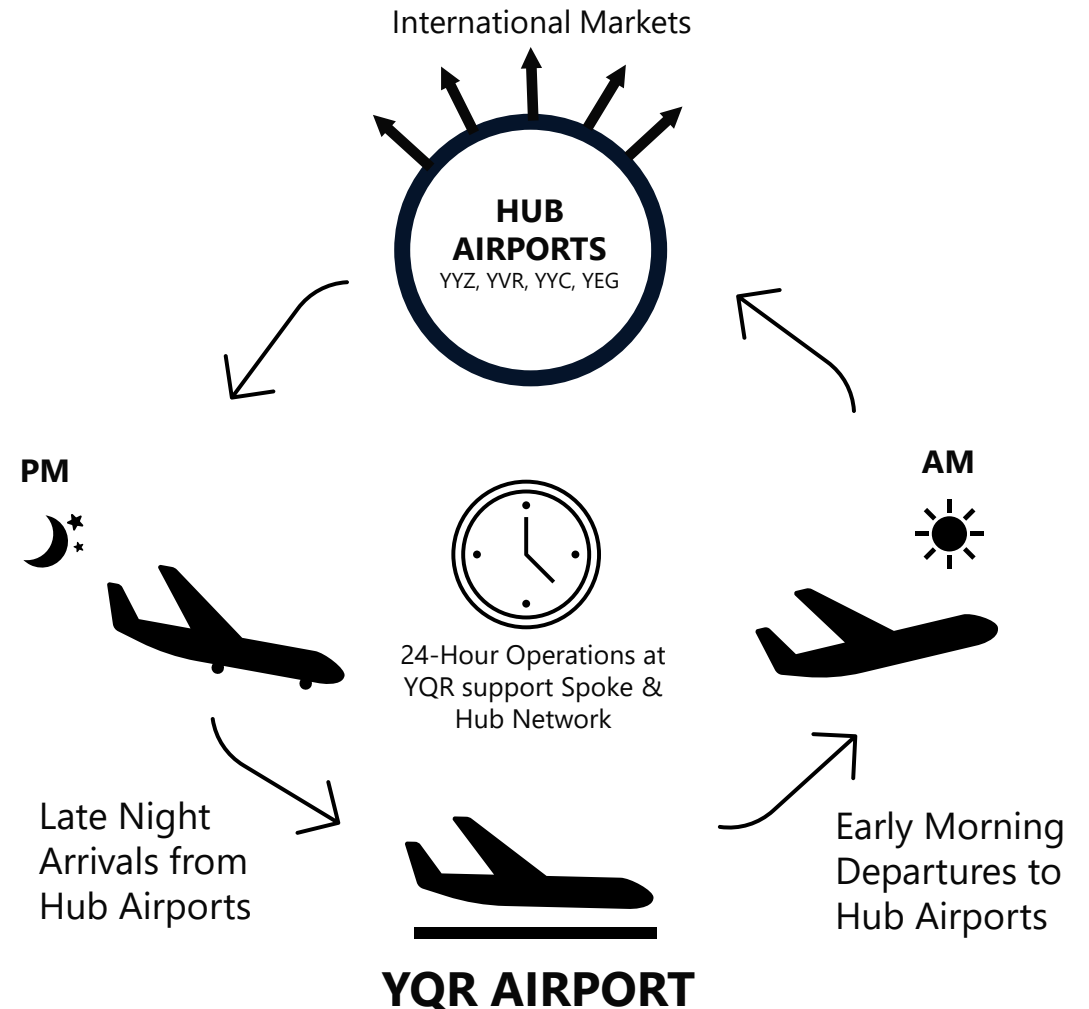 International Markets
HUB
AIRPORTS
YYZ, YVR, YYC, YEG
PM
AM
24-Hour Operations at
YQR support Spoke &
Hub Network
Late Night
Arrivals from
Hub Airports
Early Morning
Departures to
Hub Airports
YQR AIRPORT